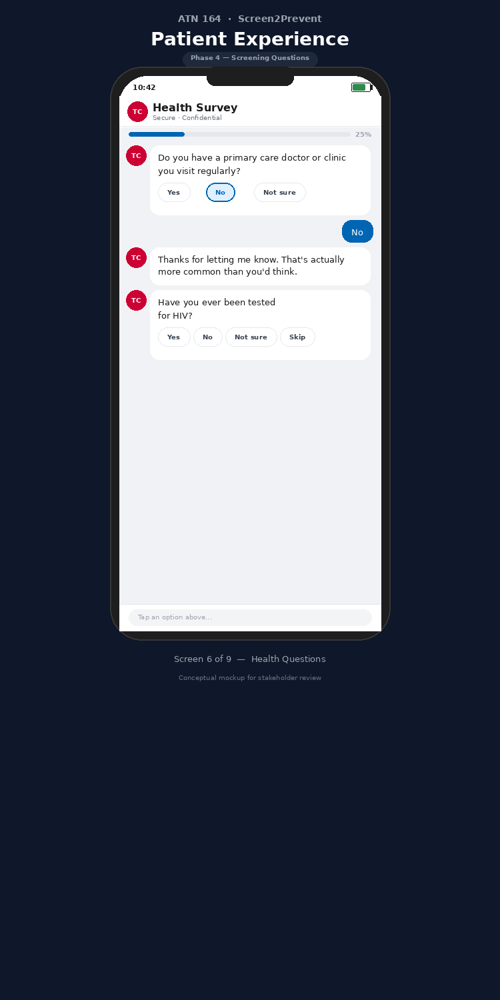 ATN 164 · Screen2Prevent
Patient Experience
Phase 4 — Screening Questions
10:42
TC
Health Survey
Secure · Confidential
25%
TC
Do you have a primary care doctor or clinic
you visit regularly?
Yes
No
Not sure
No
TC
Thanks for letting me know. That's actually
more common than you'd think.
TC
Have you ever been tested
for HIV?
Yes
No
Not sure
Skip
Tap an option above...
Screen 6 of 9 — Health Questions
Conceptual mockup for stakeholder review